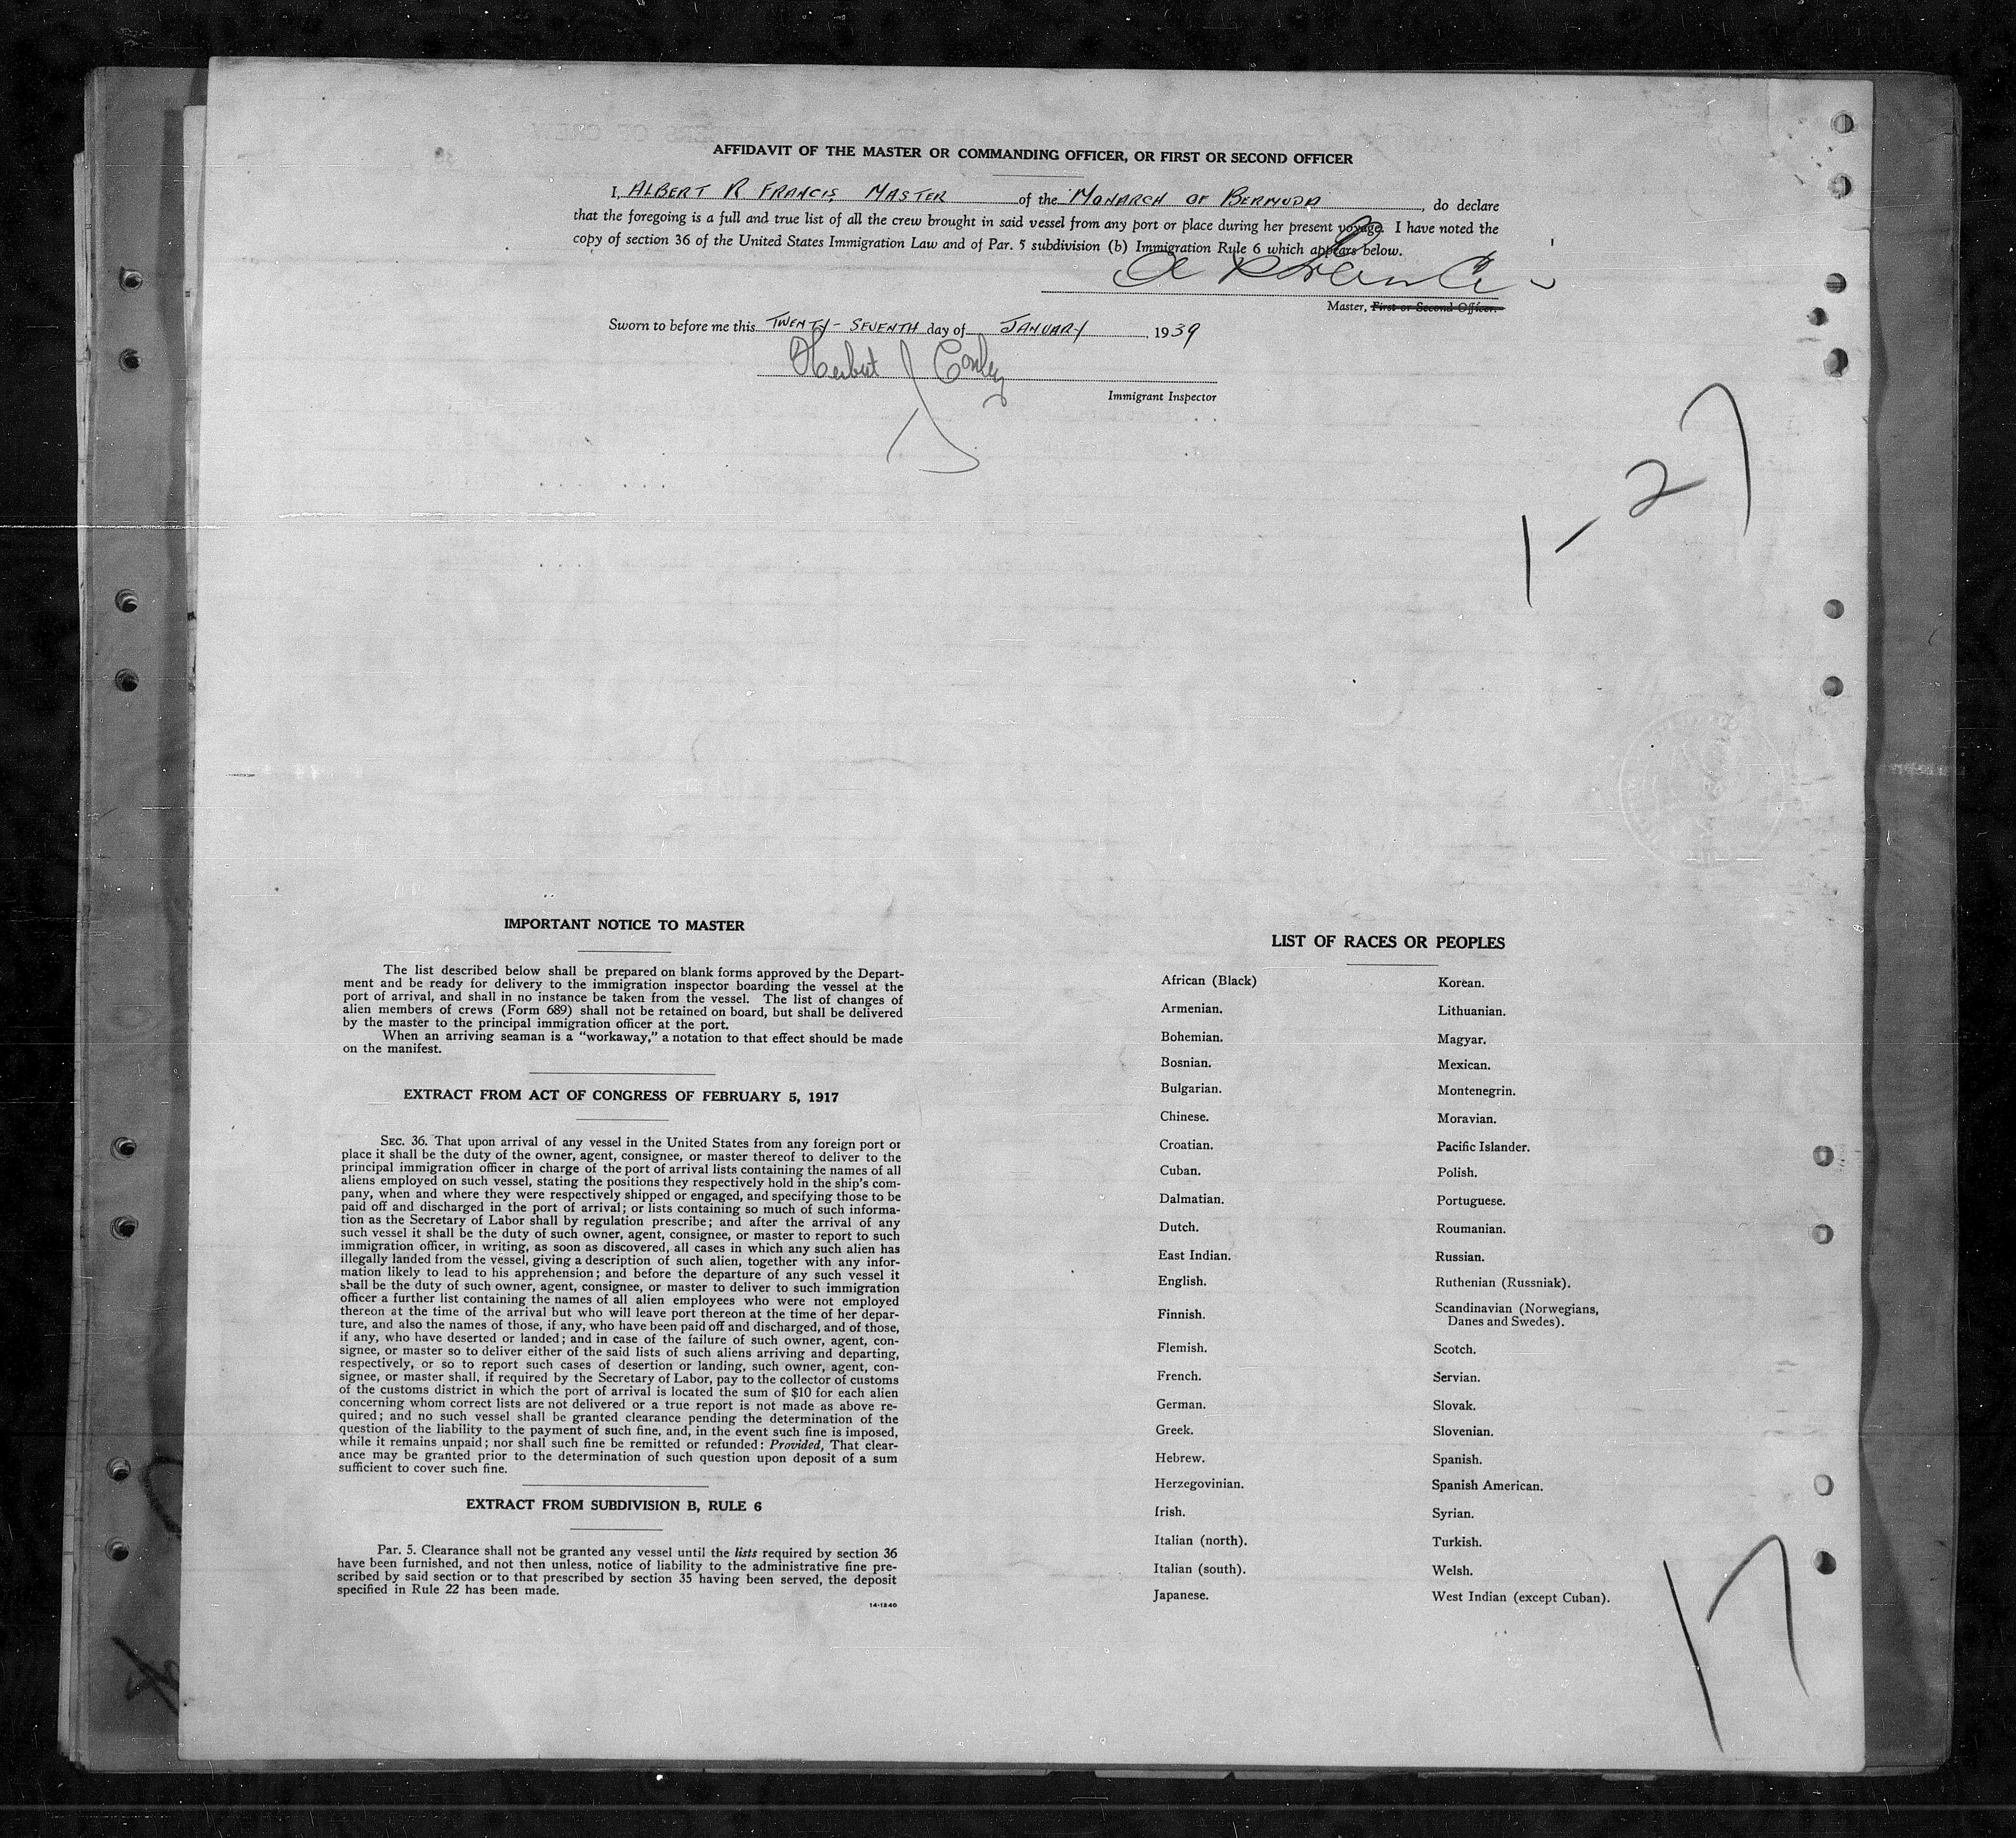 AFFIDAVIT OF THE MASTER OR COMMANDING OFFICER, OR FIRST OR SECOND OFFICER
I, ALBERT R FRANCIS, MASTER of the MONARCH OF BERMUDA, do declare
that the foregoing is a full and true list of all the crew brought in said vessel from any port or place during her present voyage. I have noted the
copy of section 36 of the United States Immigration Law and of Par. 5 subdivision (b) Immigration Rule 6 which appears below.
Master, First or Second Officer.
Sworn to before me this TWENTY-SEVENTH day of JANUARY, 1939
Herbert J Conley
Immigrant Inspector
1-27
IMPORTANT NOTICE TO MASTER
The list described below shall be prepared on blank forms approved by the Depart-
ment and be ready for delivery to the immigration inspector boarding the vessel at the
port of arrival, and shall in no instance be taken from the vessel. The list of changes of
alien members of crews (Form 689) shall not be retained on board, but shall be delivered
by the master to the principal immigration officer at the port.
When an arriving seaman is a "workaway," a notation to that effect should be made
on the manifest.
EXTRACT FROM ACT OF CONGRESS OF FEBRUARY 5, 1917
SEC. 36. That upon arrival of any vessel in the United States from any foreign port or
place it shall be the duty of the owner, agent, consignee, or master thereof to deliver to the
principal immigration officer in charge of the port of arrival lists containing the names of all
aliens employed on such vessel, stating the positions they respectively hold in the ship's com-
pany, when and where they were respectively shipped or engaged, and specifying those to be
paid off and discharged in the port of arrival; or lists containing so much of such informa-
tion as the Secretary of Labor shall by regulation prescribe; and after the arrival of any
such vessel it shall be the duty of such owner, agent, consignee, or master to report to such
immigration officer, in writing, as soon as discovered, all cases in which any such alien has
illegally landed from the vessel, giving a description of such alien, together with any infor-
mation likely to lead to his apprehension; and before the departure of any such vessel it
shall be the duty of such owner, agent, consignee, or master to deliver to such immigration
officer a further list containing the names of all alien employees who were not employed
thereon at the time of the arrival but who will leave port thereon at the time of her depar-
ture, and also the names of those, if any, who have been paid off and discharged, and of those,
if any, who have deserted or landed; and in case of the failure of such owner, agent, con-
signee, or master so to deliver either of the said lists of such aliens arriving and departing,
respectively, or so to report such cases of desertion or landing, such owner, agent, con-
signee, or master shall, if required by the Secretary of Labor, pay to the collector of customs
of the customs district in which the port of arrival is located the sum of $10 for each alien
concerning whom correct lists are not delivered or a true report is not made as above re-
quired; and no such vessel shall be granted clearance pending the determination of the
question of the liability to the payment of such fine, and, in the event such fine is imposed,
while it remains unpaid; nor shall such fine be remitted or refunded: Provided, That clear-
ance may be granted prior to the determination of such question upon deposit of a sum
sufficient to cover such fine.
EXTRACT FROM SUBDIVISION B, RULE 6
Par. 5. Clearance shall not be granted any vessel until the lists required by section 36
have been furnished, and not then unless, notice of liability to the administrative fine pre-
scribed by said section or to that prescribed by section 35 having been served, the deposit
specified in Rule 22 has been made.
14-1240
LIST OF RACES OR PEOPLES
African (Black)
Armenian.
Bohemian.
Bosnian.
Bulgarian.
Chinese.
Croatian.
Cuban.
Dalmatian.
Dutch.
East Indian.
English.
Finnish.
Flemish.
French.
German.
Greek.
Hebrew.
Herzegovinian.
Irish.
Italian (north).
Italian (south).
Japanese.
Korean.
Lithuanian.
Magyar.
Mexican.
Montenegrin.
Moravian.
Pacific Islander.
Polish.
Portuguese.
Roumanian.
Russian.
Ruthenian (Russniak).
Scandinavian (Norwegians,
Danes and Swedes).
Scotch.
Servian.
Slovak.
Slovenian.
Spanish.
Spanish American.
Syrian.
Turkish.
Welsh.
West Indian (except Cuban).
17